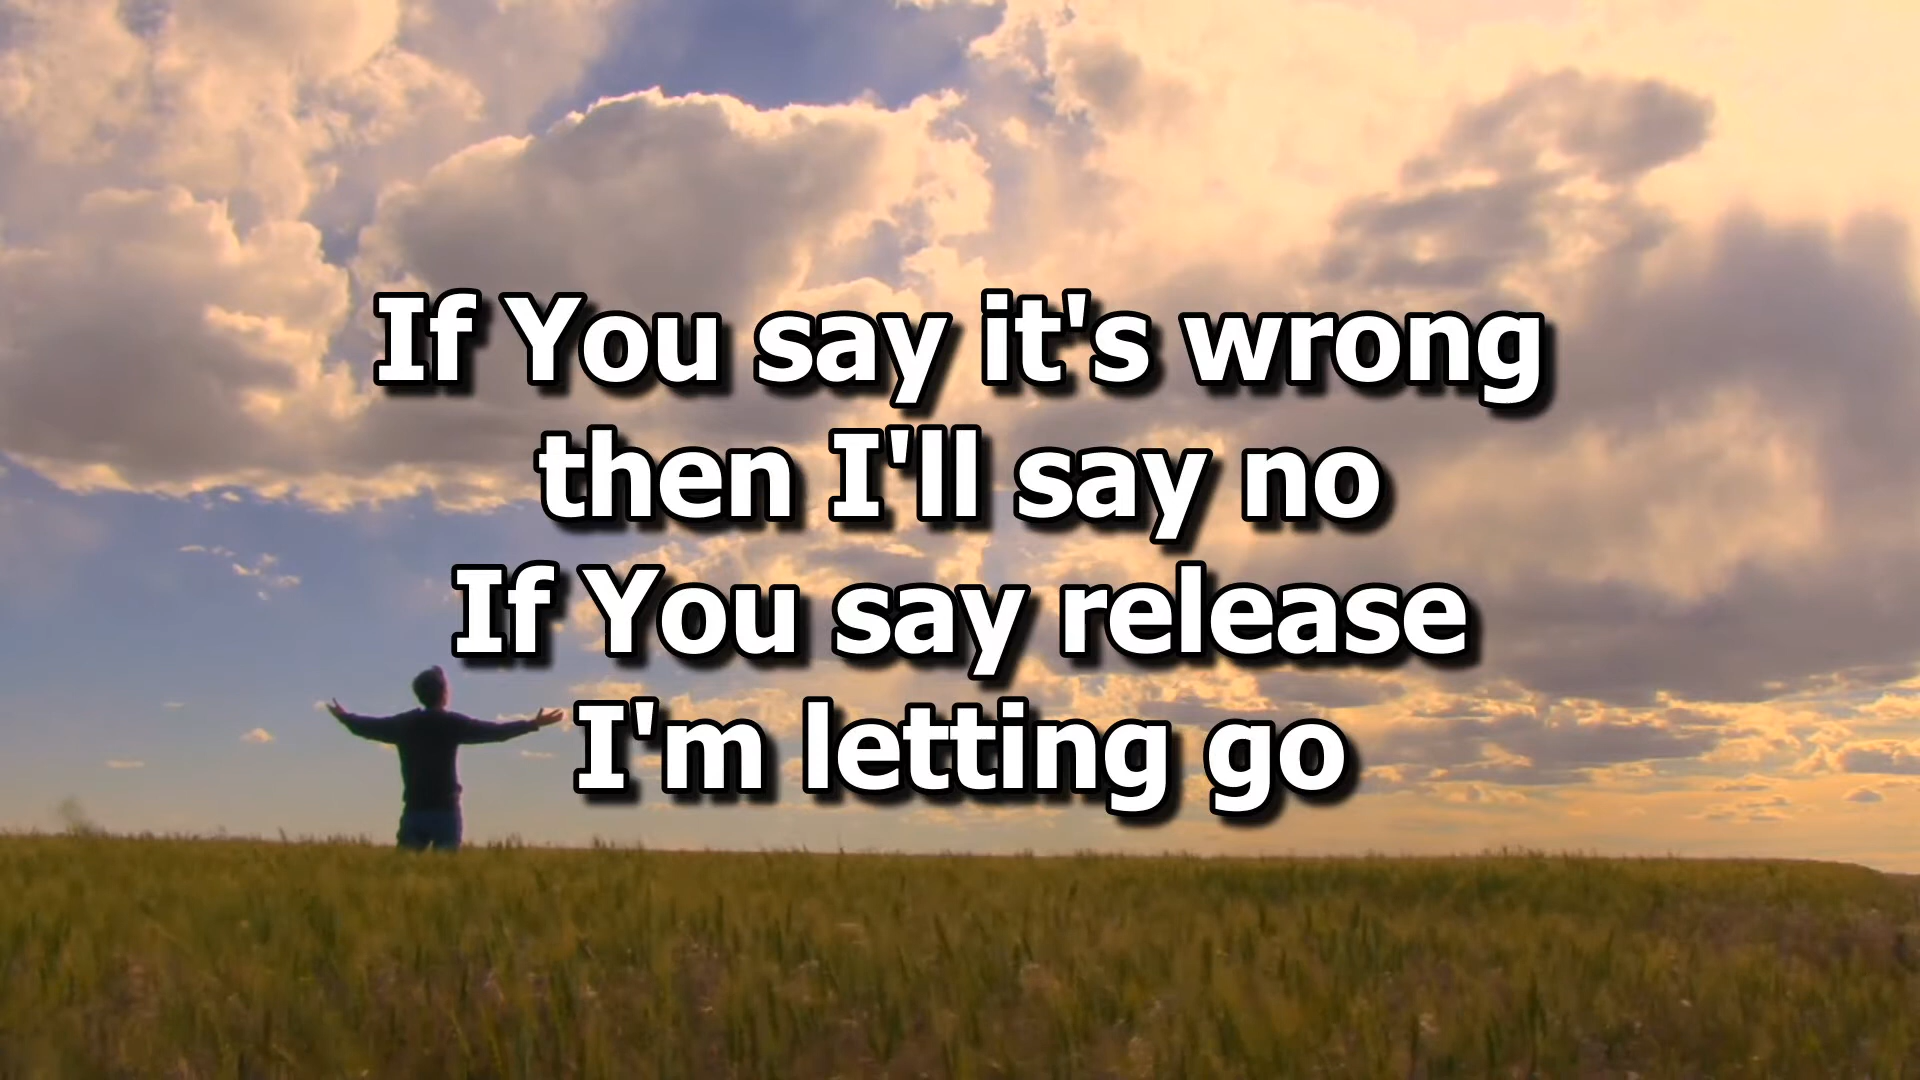 If You say it's wrong
then I'll say no
If You say release
I'm letting go